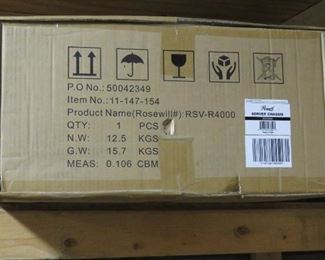 P.O No.: 50042349
Item No.: 11-147-154
Product Name(Rosewill#):RSV-R4000
QTY: 1 PCS
N.W: 12.5 KGS
G.W: 15.7 KGS
MEAS: 0.106 CBM
SERVER CHASSIS